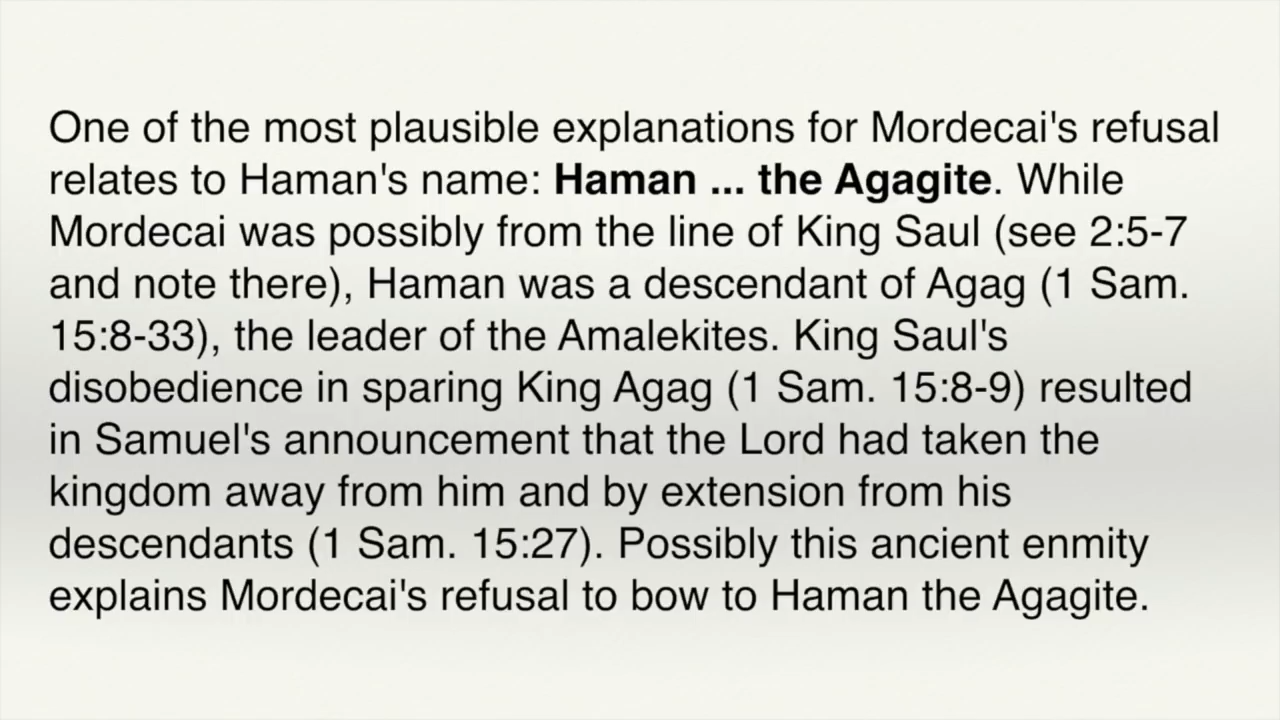 One of the most plausible explanations for Mordecai's refusal
relates to Haman's name: Haman ... the Agagite. While
Mordecai was possibly from the line of King Saul (see 2:5-7
and note there), Haman was a descendant of Agag (1 Sam.
15:8-33), the leader of the Amalekites. King Saul's
disobedience in sparing King Agag (1 Sam. 15:8-9) resulted
in Samuel's announcement that the Lord had taken the
kingdom away from him and by extension from his
descendants (1 Sam. 15:27). Possibly this ancient enmity
explains Mordecai's refusal to bow to Haman the Agagite.